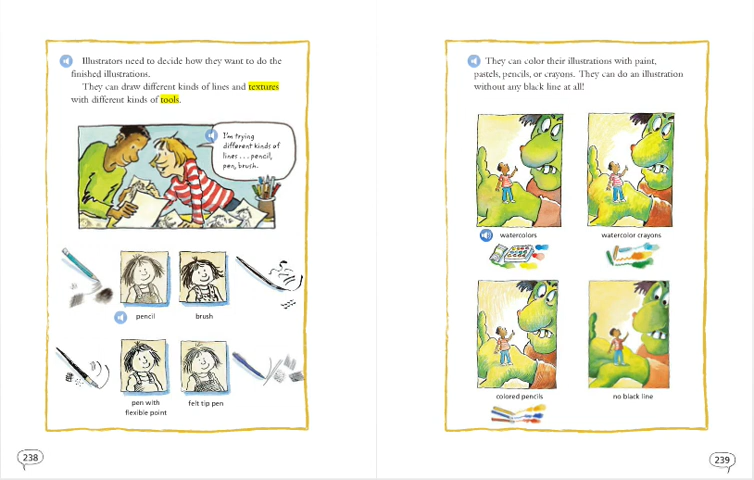 Illustrators need to decide how they want to do the
finished illustrations.
They can draw different kinds of lines and textures
with different kinds of tools.
I'm trying
different kinds of
lines . . . pencil,
pen, brush.
pencil
brush
pen with
flexible point
felt tip pen
238
They can color their illustrations with paint,
pastels, pencils, or crayons. They can do an illustration
without any black line at all!
watercolors
watercolor crayons
colored pencils
no black line
239